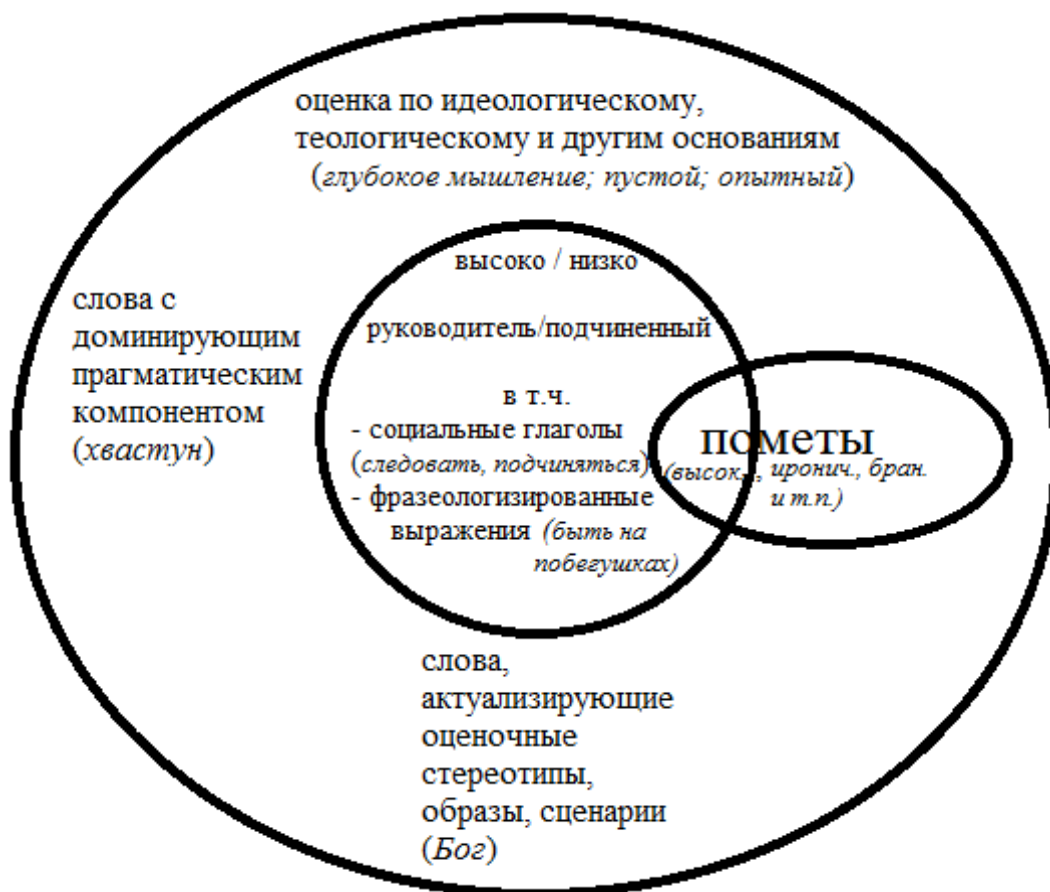 оценка по идеологическому,
теологическому и другим основаниям
(глубокое мышление; пустой; опытный)
высоко / низко
руководитель/подчиненный
в т.ч.
- социальные глаголы
(следовать, подчиняться)
- фразеологизированные
выражения (быть на
побегушках)
слова с
доминирующим
прагматическим
компонентом
(хвастун)
пометы
(высок., иронич., бран.
и т.п.)
слова,
актуализирующие
оценочные
стереотипы,
образы, сценарии
(Бог)